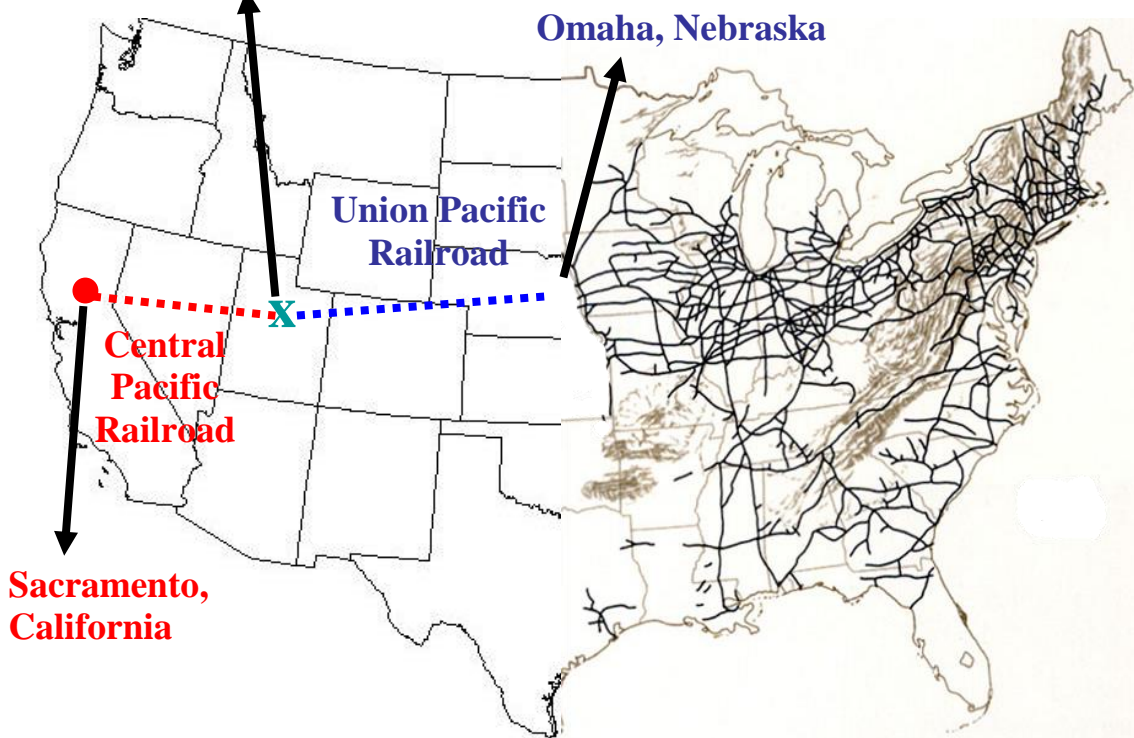 Omaha, Nebraska
Union Pacific
Railroad
X
Central
Pacific
Railroad
Sacramento,
California